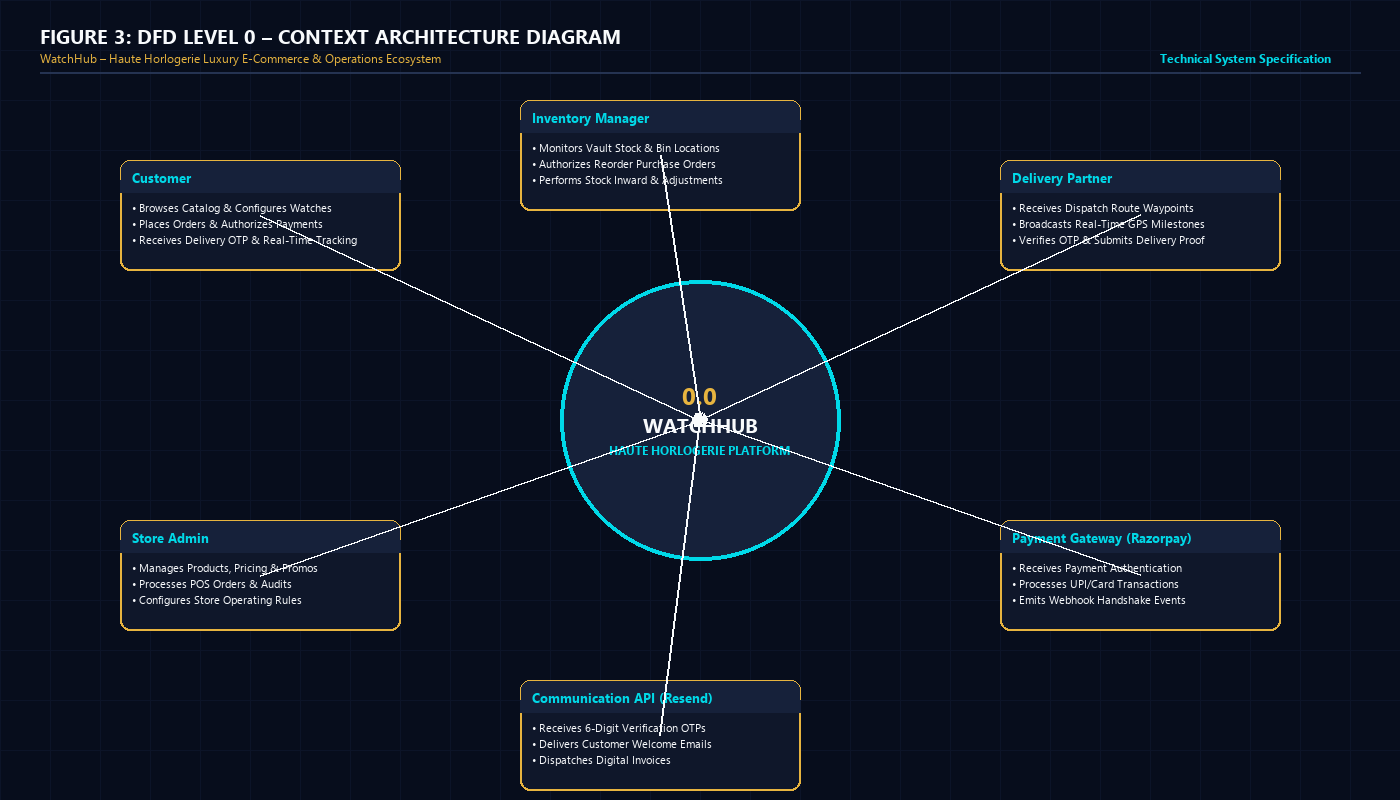 FIGURE 3: DFD LEVEL 0 – CONTEXT ARCHITECTURE DIAGRAM
WatchHub – Haute Horlogerie Luxury E-Commerce & Operations Ecosystem
Technical System Specification
Inventory Manager
• Monitors Vault Stock & Bin Locations
• Authorizes Reorder Purchase Orders
• Performs Stock Inward & Adjustments
Customer
• Browses Catalog & Configures Watches
• Places Orders & Authorizes Payments
• Receives Delivery OTP & Real-Time Tracking
Delivery Partner
• Receives Dispatch Route Waypoints
• Broadcasts Real-Time GPS Milestones
• Verifies OTP & Submits Delivery Proof
0.0
WATCHHUB
HAUTE HORLOGERIE PLATFORM
Store Admin
• Manages Products, Pricing & Promos
• Processes POS Orders & Audits
• Configures Store Operating Rules
Payment Gateway (Razorpay)
• Receives Payment Authentication
• Processes UPI/Card Transactions
• Emits Webhook Handshake Events
Communication API (Resend)
• Receives 6-Digit Verification OTPs
• Delivers Customer Welcome Emails
• Dispatches Digital Invoices